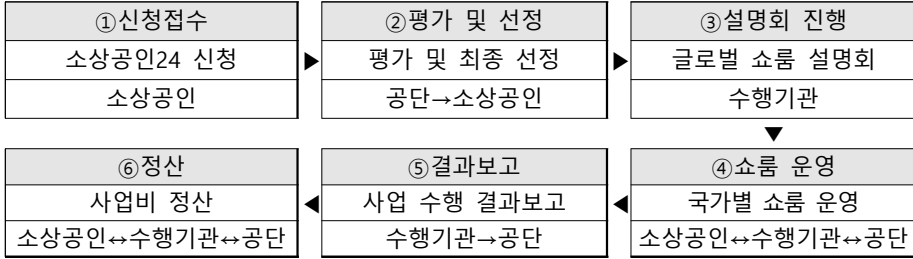 ①신청접수
소상공인24 신청
소상공인
▶
②평가 및 선정
평가 및 최종 선정
공단→소상공인
▶
③설명회 진행
글로벌 쇼룸 설명회
수행기관
▼
④쇼룸 운영
국가별 쇼룸 운영
소상공인↔수행기관↔공단
◀
⑤결과보고
사업 수행 결과보고
수행기관→공단
◀
⑥정산
사업비 정산
소상공인↔수행기관↔공단